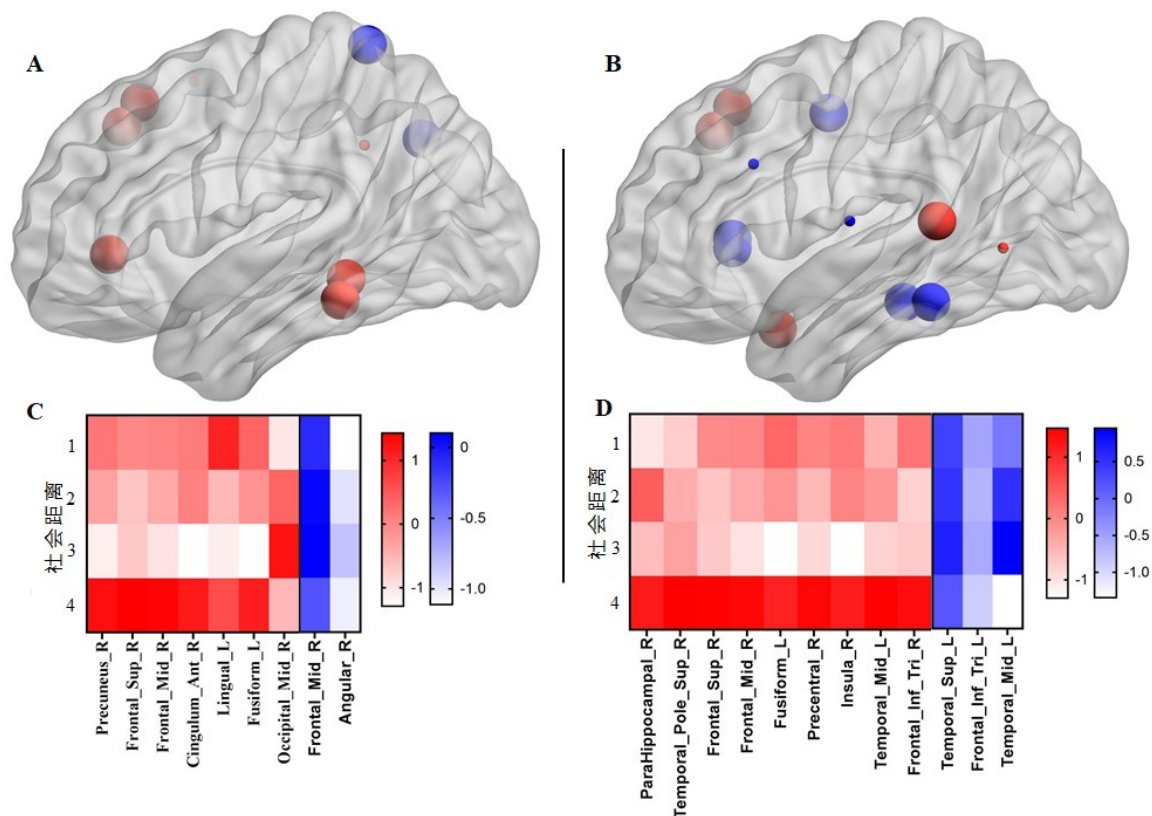 A
B
C
D
社会距离
1
2
3
4
1
0
-1
0
-0.5
-1.0
Precuneus_R
Frontal_Sup_R
Frontal_Mid_R
Cingulum_Ant_R
Lingual_L
Fusiform_L
Occipital_Mid_R
Frontal_Mid_R
Angular_R
社会距离
1
2
3
4
1
0
-1
0.5
0
-0.5
-1.0
ParaHippocampal_R
Temporal_Pole_Sup_R
Frontal_Sup_R
Frontal_Mid_R
Fusiform_L
Precentral_R
Insula_R
Temporal_Mid_L
Frontal_Inf_Tri_R
Temporal_Sup_L
Frontal_Inf_Tri_L
Temporal_Mid_L